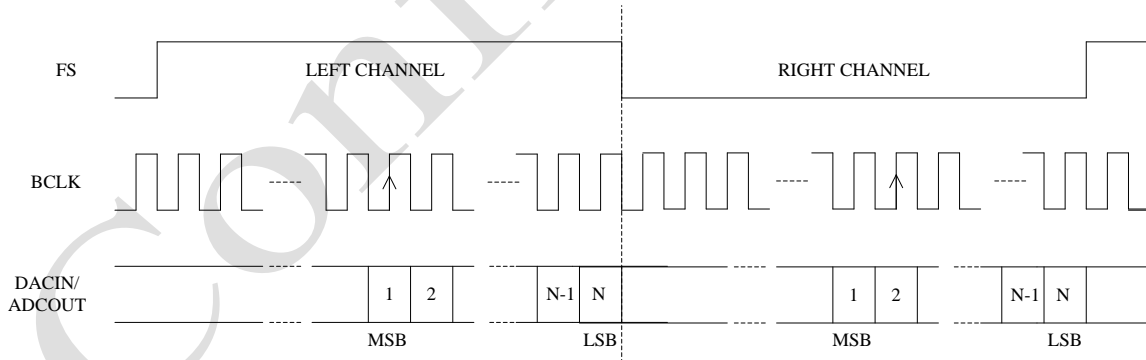 FS
LEFT CHANNEL
RIGHT CHANNEL
BCLK
DACIN/
ADCOUT
1 2 N-1 N 1 2 N-1 N
MSB LSB MSB LSB